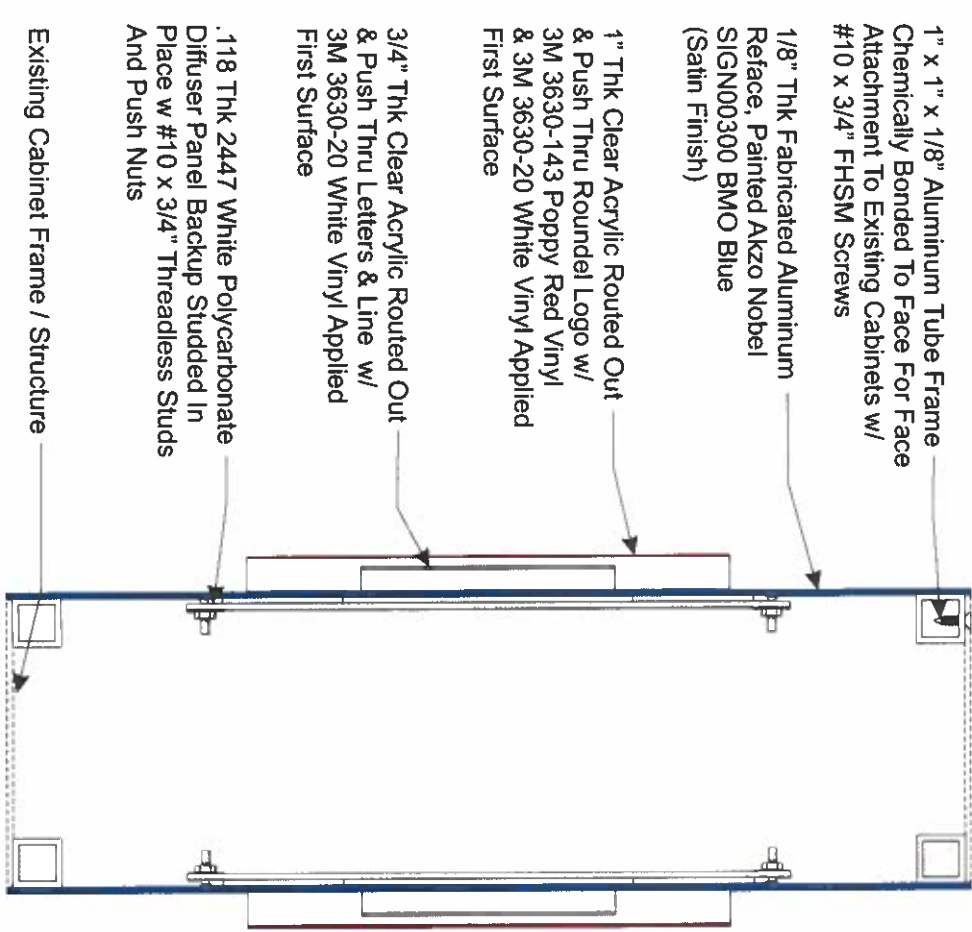 1" x 1" x 1/8" Aluminum Tube Frame
Chemically Bonded To Face For Face
Attachment To Existing Cabinets w/
#10 x 3/4" FHSM Screws
1/8" Thk Fabricated Aluminum
Reface, Painted Akzo Nobel
SIGN00300 BMO Blue
(Satin Finish)
1" Thk Clear Acrylic Routed Out
& Push Thru Roundel Logo w/
3M 3630-143 Poppy Red Vinyl
& 3M 3630-20 White Vinyl Applied
First Surface
3/4" Thk Clear Acrylic Routed Out
& Push Thru Letters & Line w/
3M 3630-20 White Vinyl Applied
First Surface
.118 Thk 2447 White Polycarbonate
Diffuser Panel Backup Studded In
Place w #10 x 3/4" Threadless Studs
And Push Nuts
Existing Cabinet Frame / Structure